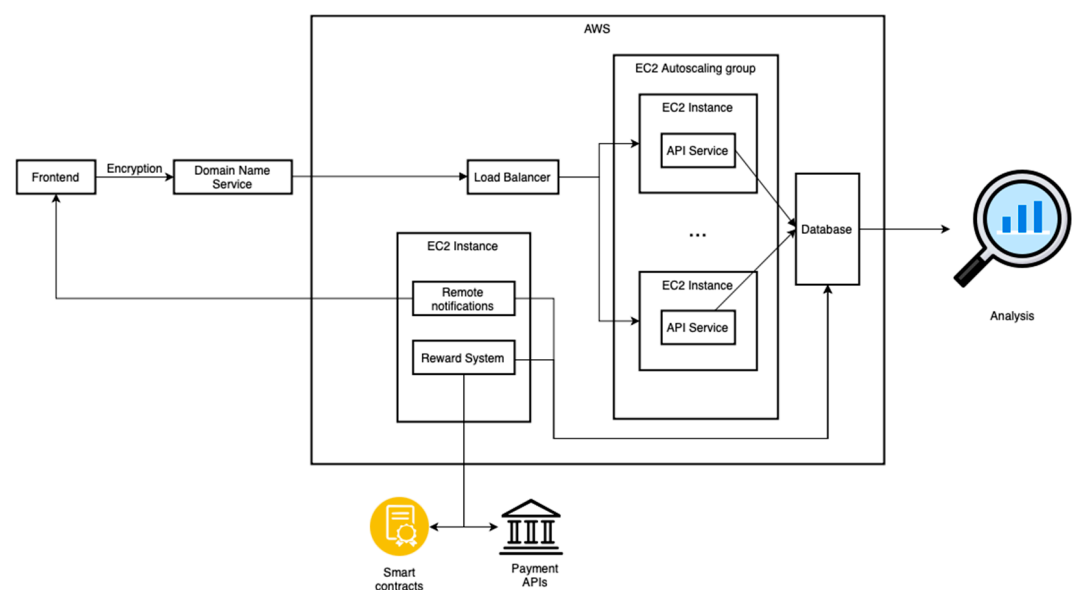 AWS
EC2 Autoscaling group
EC2 Instance
API Service
Frontend
Encryption
Domain Name
Service
Load Balancer
...
Database
EC2 Instance
API Service
EC2 Instance
Remote
notifications
Reward System
Analysis
Smart
contracts
Payment
APIs